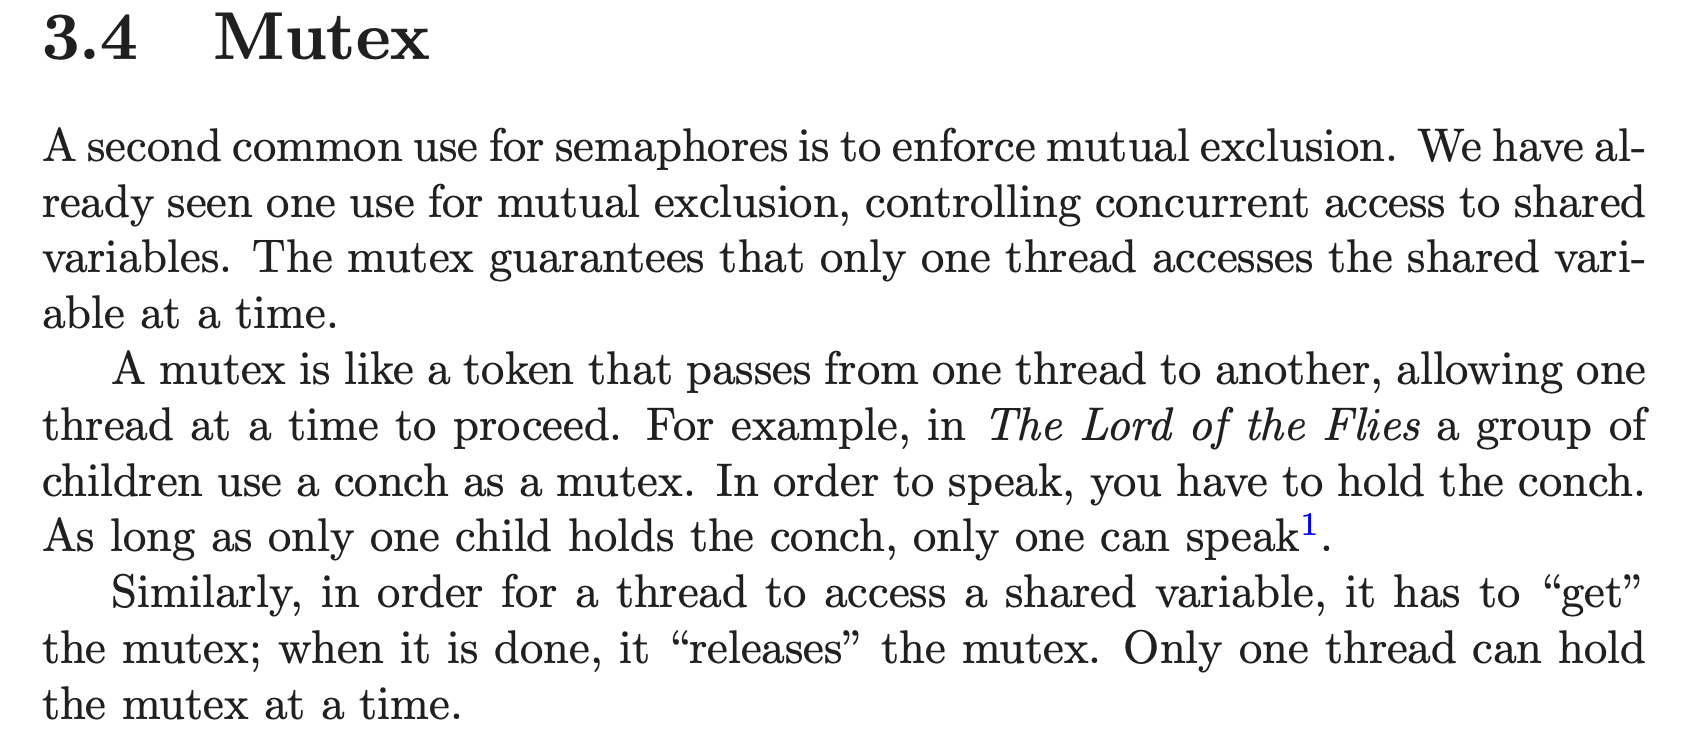 3.4 Mutex
A second common use for semaphores is to enforce mutual exclusion. We have al-
ready seen one use for mutual exclusion, controlling concurrent access to shared
variables. The mutex guarantees that only one thread accesses the shared vari-
able at a time.
A mutex is like a token that passes from one thread to another, allowing one
thread at a time to proceed. For example, in The Lord of the Flies a group of
children use a conch as a mutex. In order to speak, you have to hold the conch.
As long as only one child holds the conch, only one can speak¹.
Similarly, in order for a thread to access a shared variable, it has to “get”
the mutex; when it is done, it “releases” the mutex. Only one thread can hold
the mutex at a time.